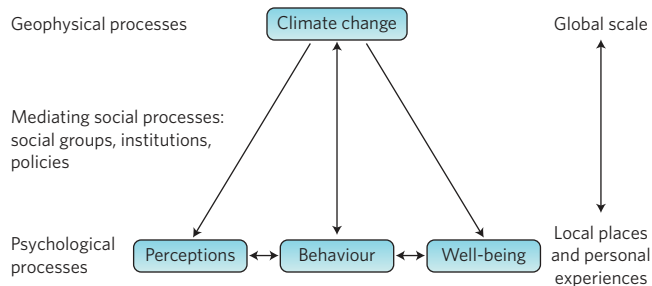 Geophysical processes
Climate change
Global scale
Mediating social processes:
social groups, institutions,
policies
Psychological
processes
Perceptions
Behaviour
Well-being
Local places
and personal
experiences